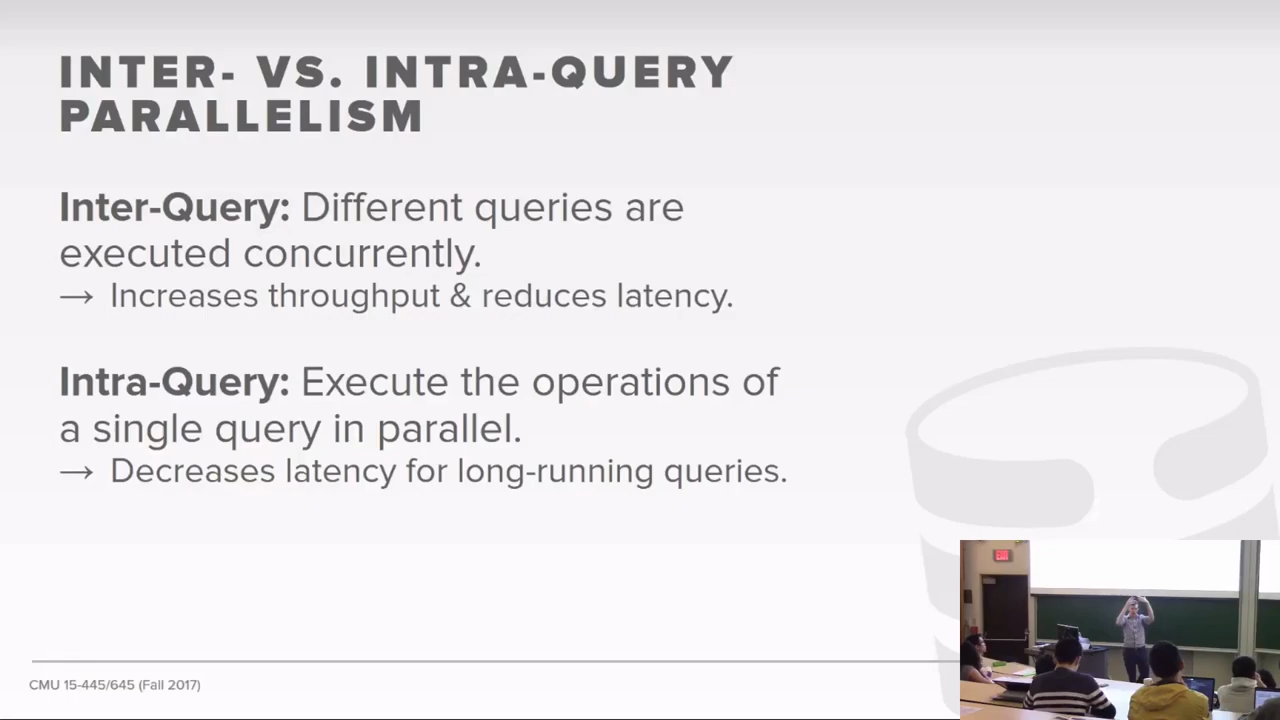 INTER- VS. INTRA-QUERY
PARALLELISM
Inter-Query: Different queries are
executed concurrently.
→ Increases throughput & reduces latency.
Intra-Query: Execute the operations of
a single query in parallel.
→ Decreases latency for long-running queries.
CMU 15-445/645 (Fall 2017)